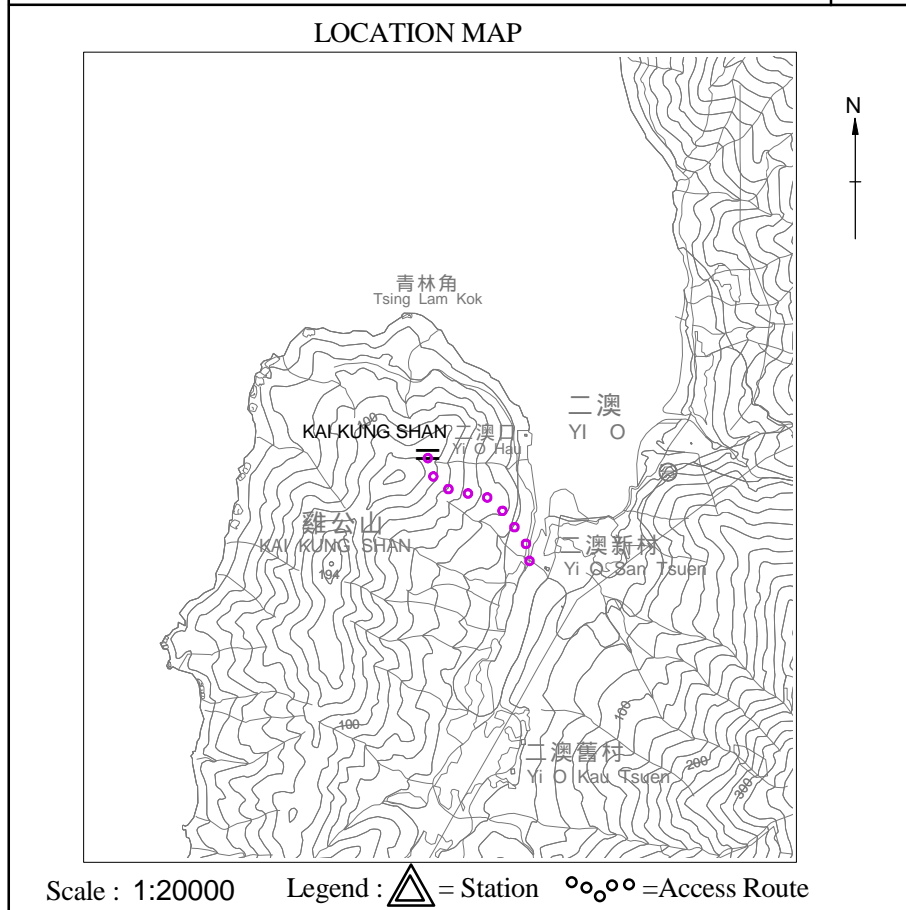 LOCATION MAP
N
青林角
Tsing Lam Kok
二澳
YI O
100
KAI KUNG SHAN
二澳口
Yi O Hau
雞公山
KAI KUNG SHAN
194
二澳新村
Yi O San Tsuen
100
100
二澳舊村
Yi O Kau Tsuen
200
300
Scale : 1:20000 Legend : = Station =Access Route